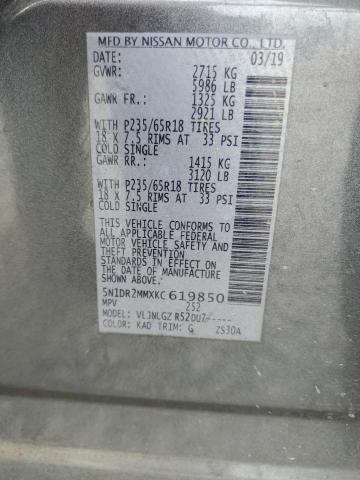 MFD BY NISSAN MOTOR CO., LTD.
DATE: 03/19
GVWR: 2715 KG
5986 LB
GAWR FR.: 1325 KG
2921 LB
WITH P235/65R18 TIRES
18 X 7.5 RIMS AT 33 PSI
COLD SINGLE
GAWR RR.: 1415 KG
3120 LB
WITH P235/65R18 TIRES
18 X 7.5 RIMS AT 33 PSI
COLD SINGLE
THIS VEHICLE CONFORMS TO
ALL APPLICABLE FEDERAL
MOTOR VEHICLE SAFETY
STANDARDS IN EFFECT ON
THE DATE OF MANUFACTURE
SHOWN ABOVE.
5N1DR2MMXKC619850
MPV 252
MODEL: VLJNLGZ R52DUZ-----
COLOR: KAD TRIM: G ZS30A